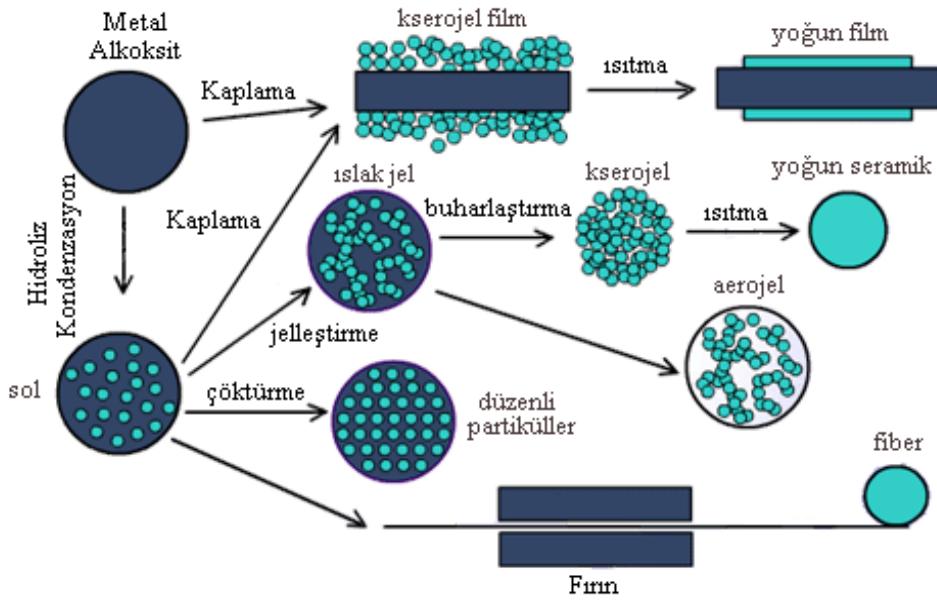 Metal
Alkoksit
kserojel film
yoğun film
Kaplama
ısıtma
ıslak jel
kserojel
yoğun seramik
Kaplama
buharlaştırma
ısıtma
Hidroliz
Kondenzasyon
aerojel
jelleştirme
sol
çöktürme
düzenli
partiküller
fiber
Fırın